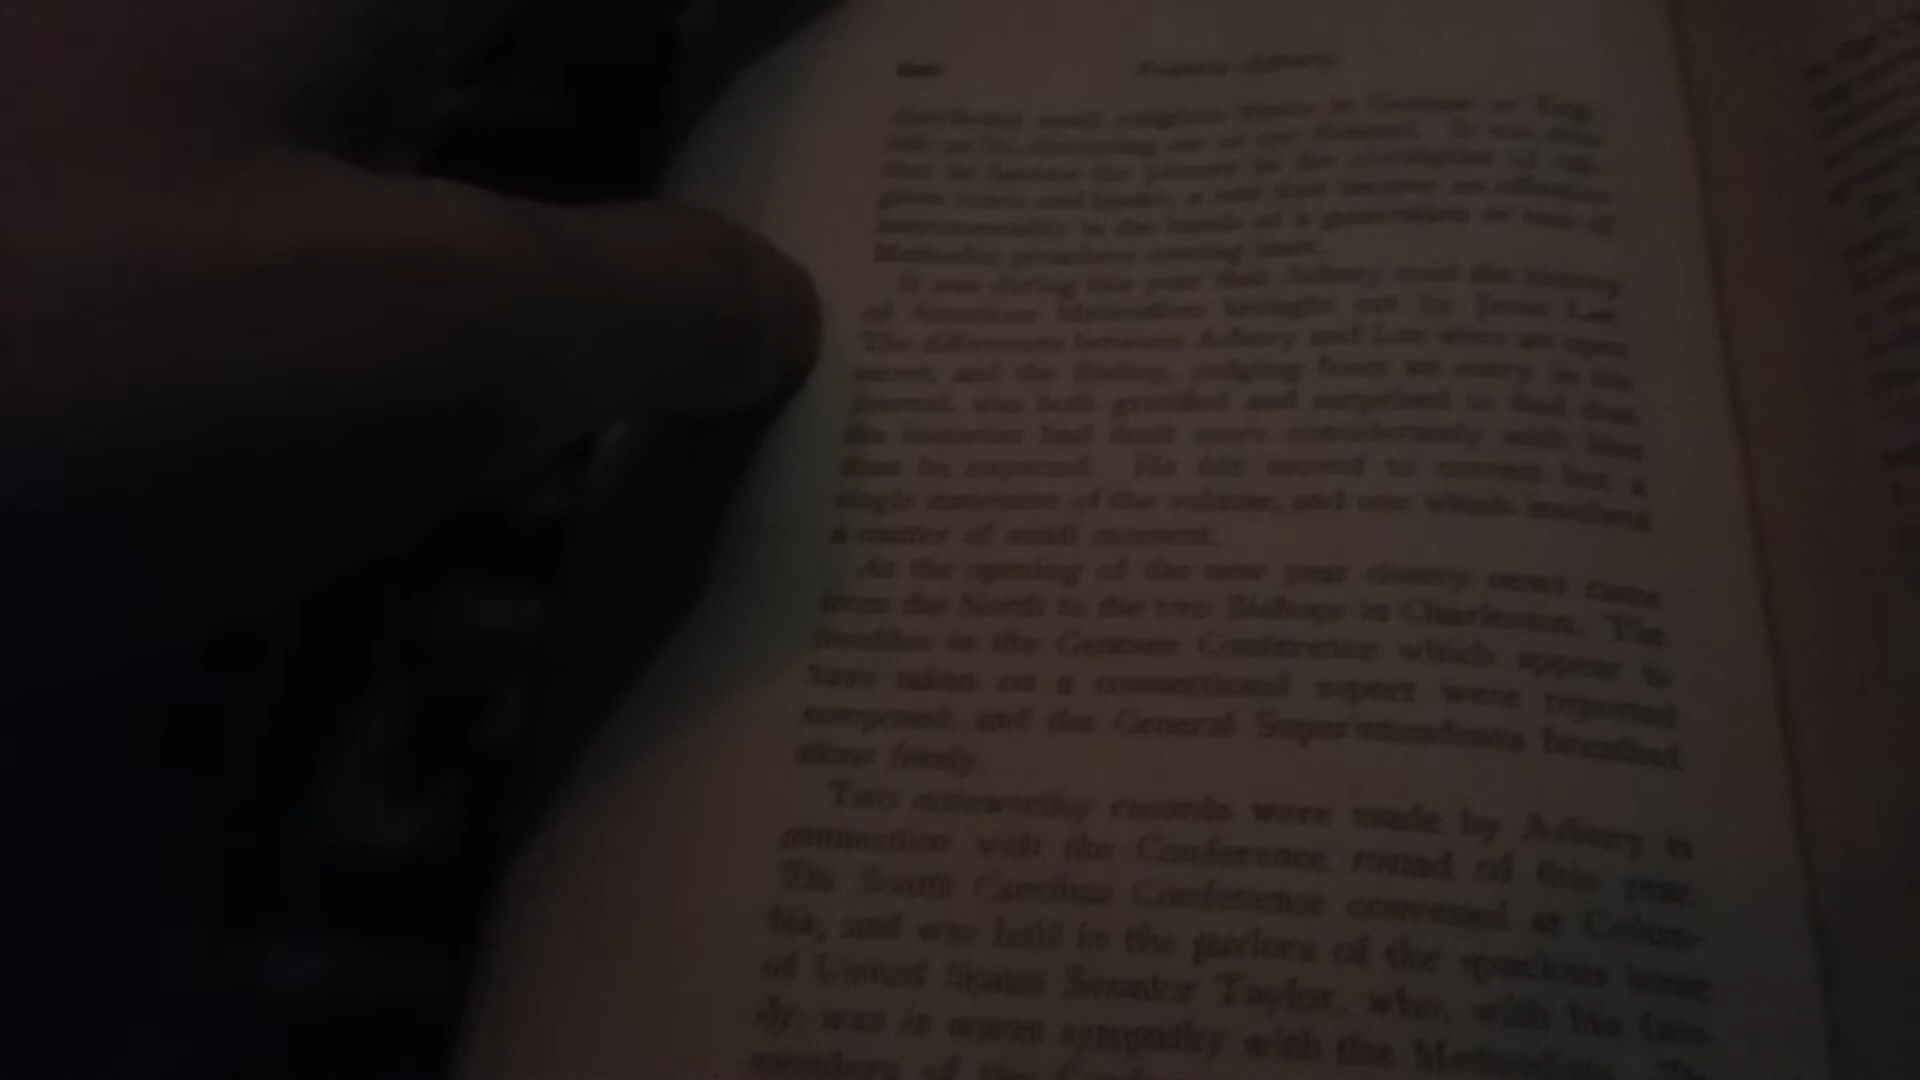 Francis Asbury.
distributed small religious tracts in German or Eng-
that he became the pioneer in the circulation of reli-
gious tracts and books, a rôle that became an effective
instrumentality in the hands of a generation or two of
Methodist preachers coming later.
It was during this year that Asbury read the history
of American Methodism brought out by Jesse Lee.
The differences between Asbury and Lee were an open
secret, and the Bishop, judging from an entry in his
journal, was both gratified and surprised to find that
the historian had dealt more considerately with him
than he expected. He felt moved to correct but a
single statement of the volume, and one which involved
a matter of small moment.
At the opening of the new year cheery news came
from the North to the two Bishops in Charleston. The
troubles in the Genesee Conference which appear to
have taken on a connectional aspect were reported
composed, and the General Superintendents breathed
more freely.
Two noteworthy records were made by Asbury in
connection with the Conference round of this year.
The South Carolina Conference convened at Colum-
bia, and was held in the parlors of the spacious home
of United States Senator Taylor, who, with his fam-
ily, was in warm sympathy with the Methodists. The
members of the